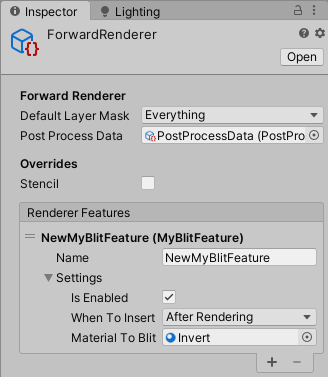 Inspector Lighting
ForwardRenderer
Open
Forward Renderer
Default Layer Mask Everything
Post Process Data PostProcessData (PostPro
Overrides
Stencil
Renderer Features
NewMyBlitFeature (MyBlitFeature)
Name NewMyBlitFeature
Settings
Is Enabled
When To Insert After Rendering
Material To Blit Invert